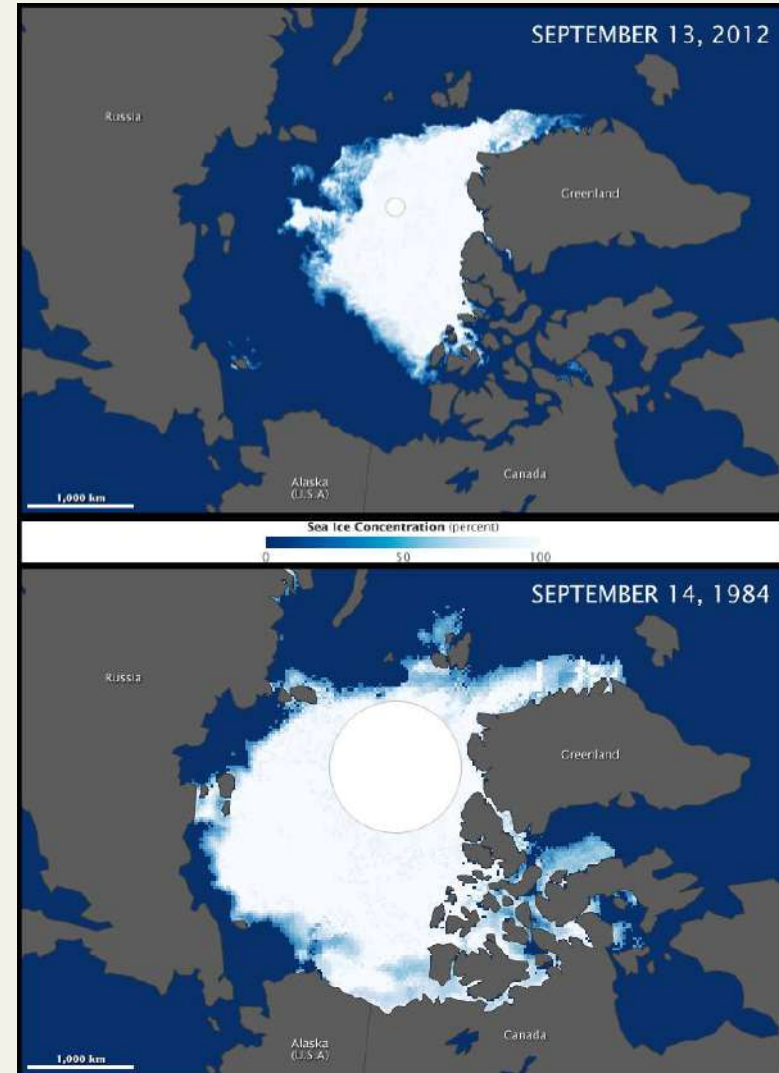 SEPTEMBER 13, 2012
Russia
Greenland
Alaska
(U.S.A)
Canada
1,000 km
Sea Ice Concentration (percent)
0 50 100
SEPTEMBER 14, 1984
Russia
Greenland
Alaska
(U.S.A)
Canada
1,000 km